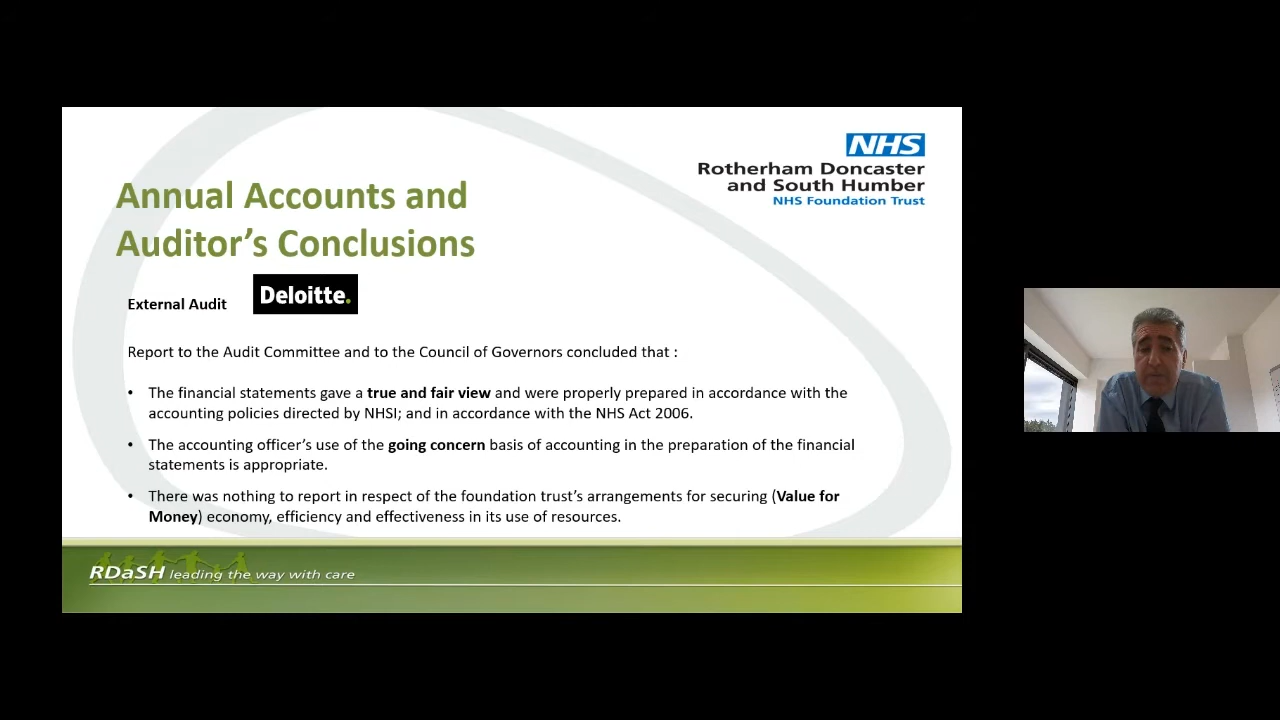 NHS
Rotherham Doncaster
and South Humber
NHS Foundation Trust
Annual Accounts and
Auditor’s Conclusions
External Audit
Deloitte.
Report to the Audit Committee and to the Council of Governors concluded that :
• The financial statements gave a true and fair view and were properly prepared in accordance with the
accounting policies directed by NHSI; and in accordance with the NHS Act 2006.
• The accounting officer’s use of the going concern basis of accounting in the preparation of the financial
statements is appropriate.
• There was nothing to report in respect of the foundation trust’s arrangements for securing (Value for
Money) economy, efficiency and effectiveness in its use of resources.
RDaSH leading the way with care